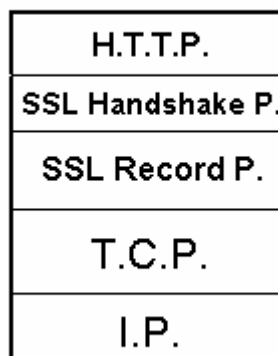 H.T.T.P.
SSL Handshake P.
SSL Record P.
T.C.P.
I.P.